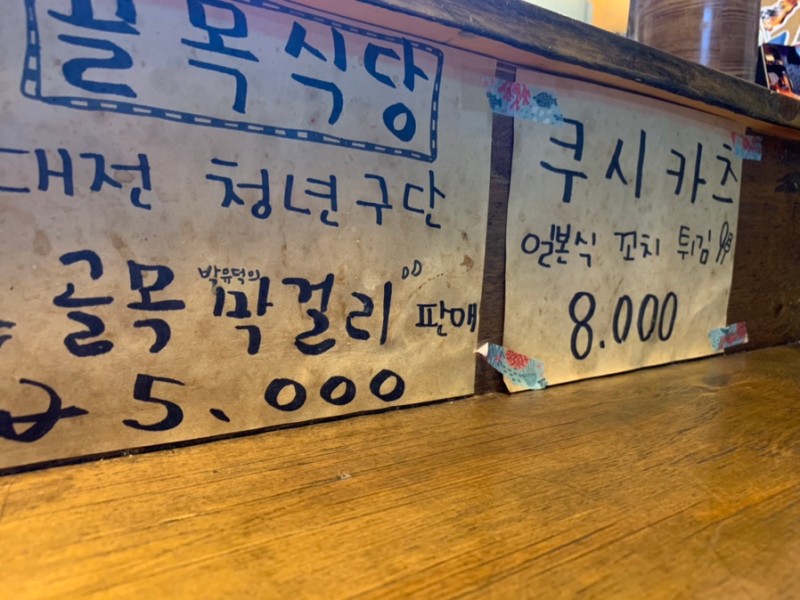 골목식당
대전 청년구단
박유덕의
골목 막걸리 판매
5.000
쿠시카츠
일본식 꼬치 튀김
8.000